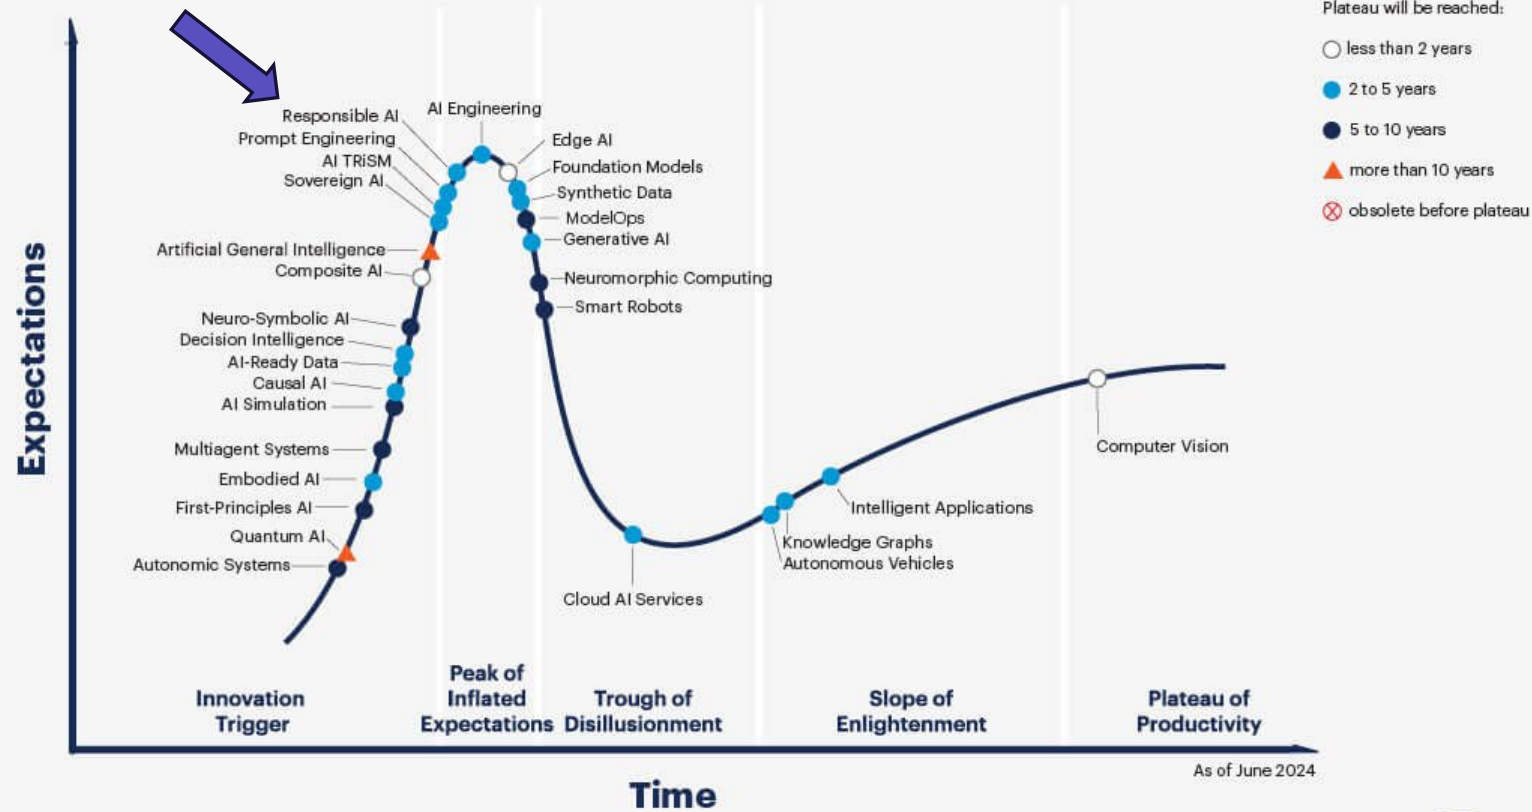 Plateau will be reached:
less than 2 years
2 to 5 years
5 to 10 years
more than 10 years
obsolete before plateau
Expectations
Responsible AI
Prompt Engineering
AI TRiSM
Sovereign AI
Artificial General Intelligence
Composite AI
Neuro-Symbolic AI
Decision Intelligence
AI-Ready Data
Causal AI
AI Simulation
Multiagent Systems
Embodied AI
First-Principles AI
Quantum AI
Autonomic Systems
AI Engineering
Edge AI
Foundation Models
Synthetic Data
ModelOps
Generative AI
Neuromorphic Computing
Smart Robots
Cloud AI Services
Knowledge Graphs
Autonomous Vehicles
Intelligent Applications
Computer Vision
Innovation
Trigger
Peak of
Inflated
Expectations
Trough of
Disillusionment
Slope of
Enlightenment
Plateau of
Productivity
As of June 2024
Time